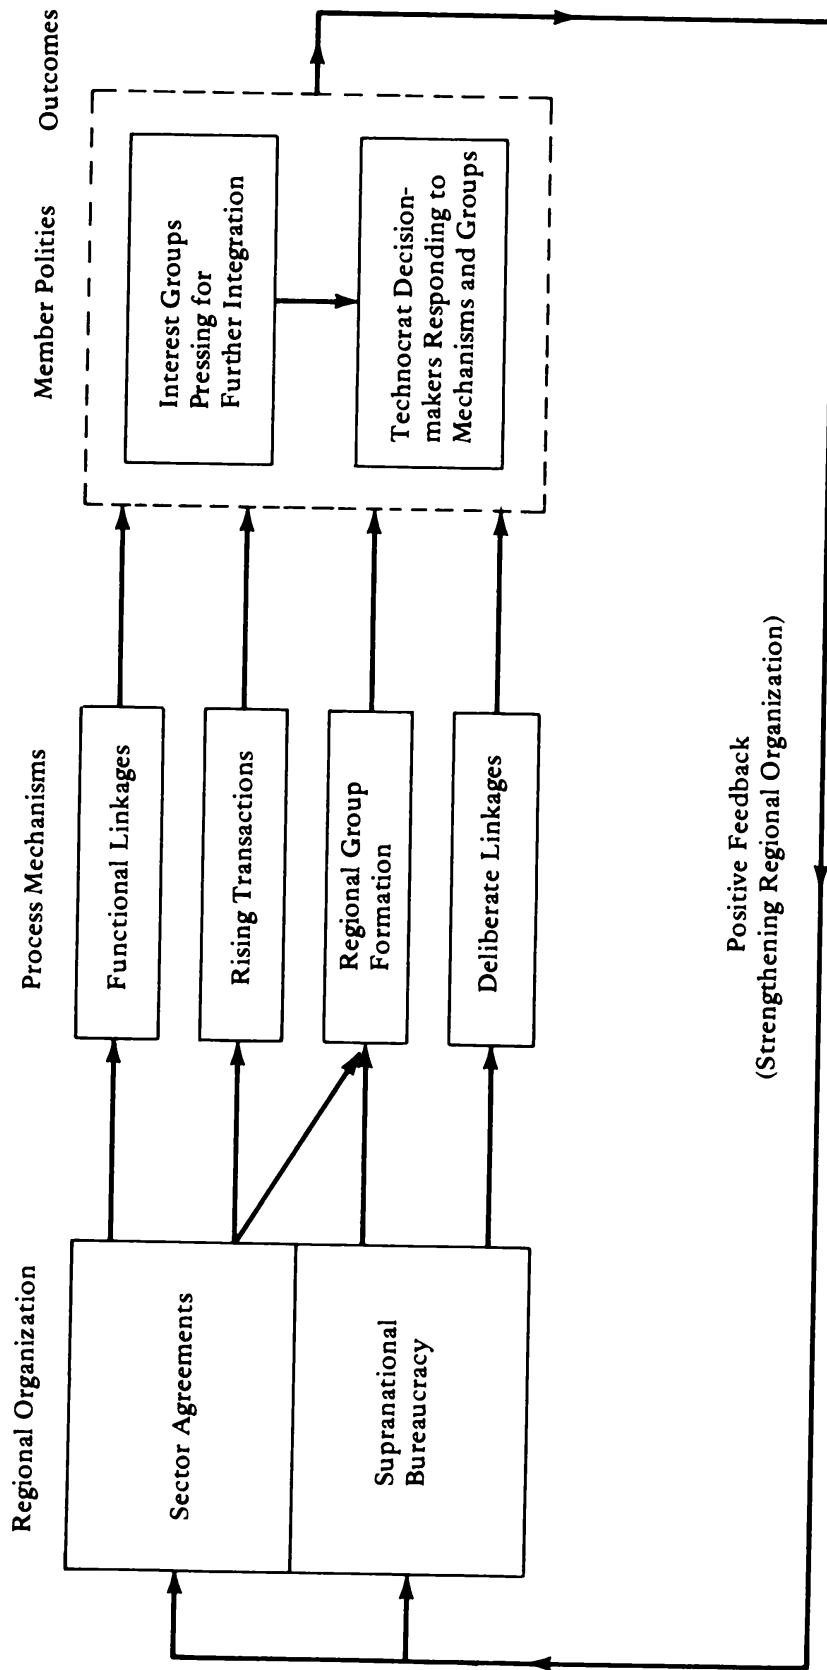 Regional Organization
Process Mechanisms
Member Polities
Outcomes
Sector Agreements
Supranational
Bureaucracy
Functional Linkages
Rising Transactions
Regional Group
Formation
Deliberate Linkages
Interest Groups
Pressing for
Further Integration
Technocrat Decision-
makers Responding to
Mechanisms and Groups
Positive Feedback
(Strengthening Regional Organization)